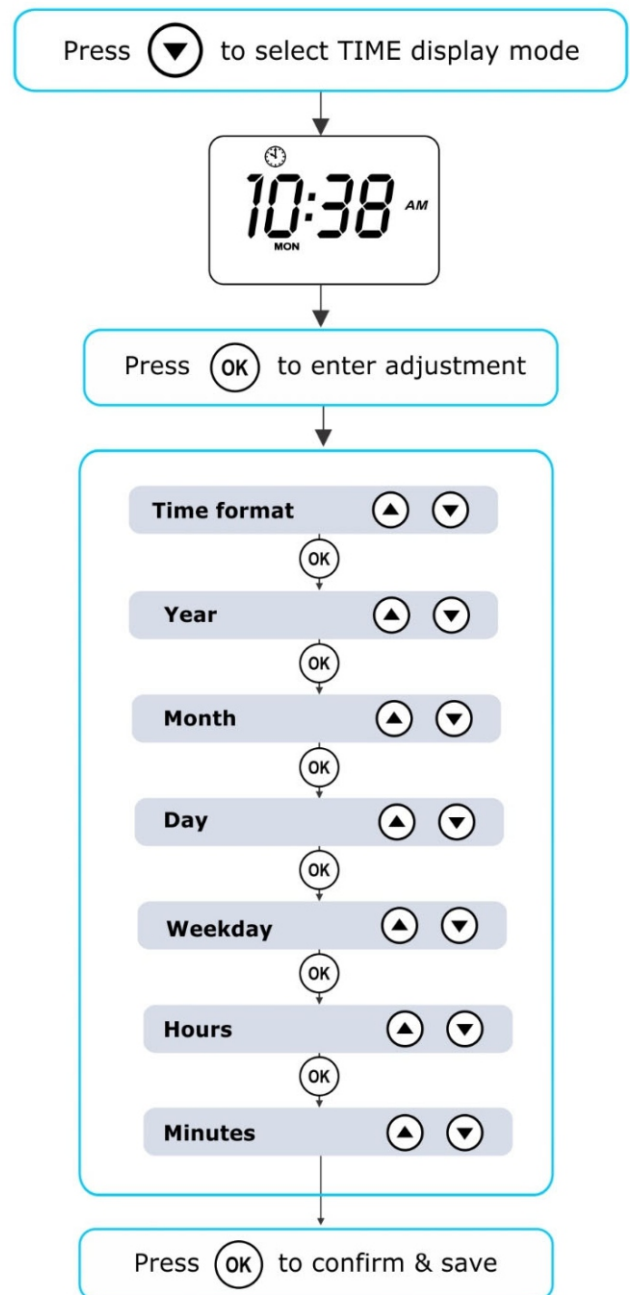 Press ▼ to select TIME display mode
10:38 AM
MON
Press OK to enter adjustment
Time format
OK
Year
OK
Month
OK
Day
OK
Weekday
OK
Hours
OK
Minutes
Press OK to confirm & save